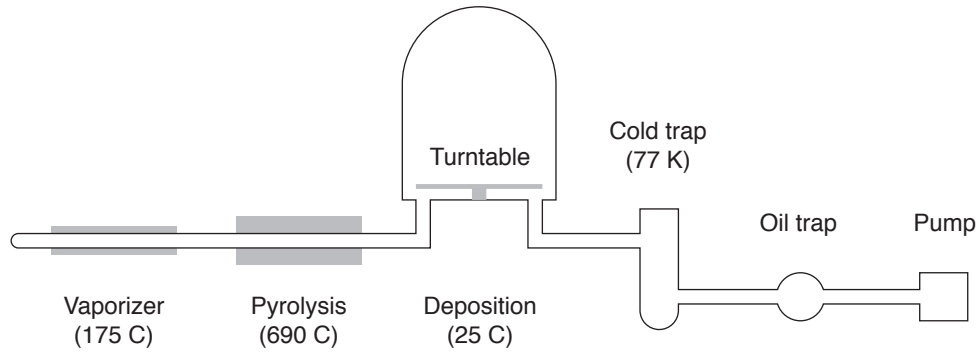 Turntable
Cold trap
(77 K)
Oil trap
Pump
Vaporizer
(175 C)
Pyrolysis
(690 C)
Deposition
(25 C)